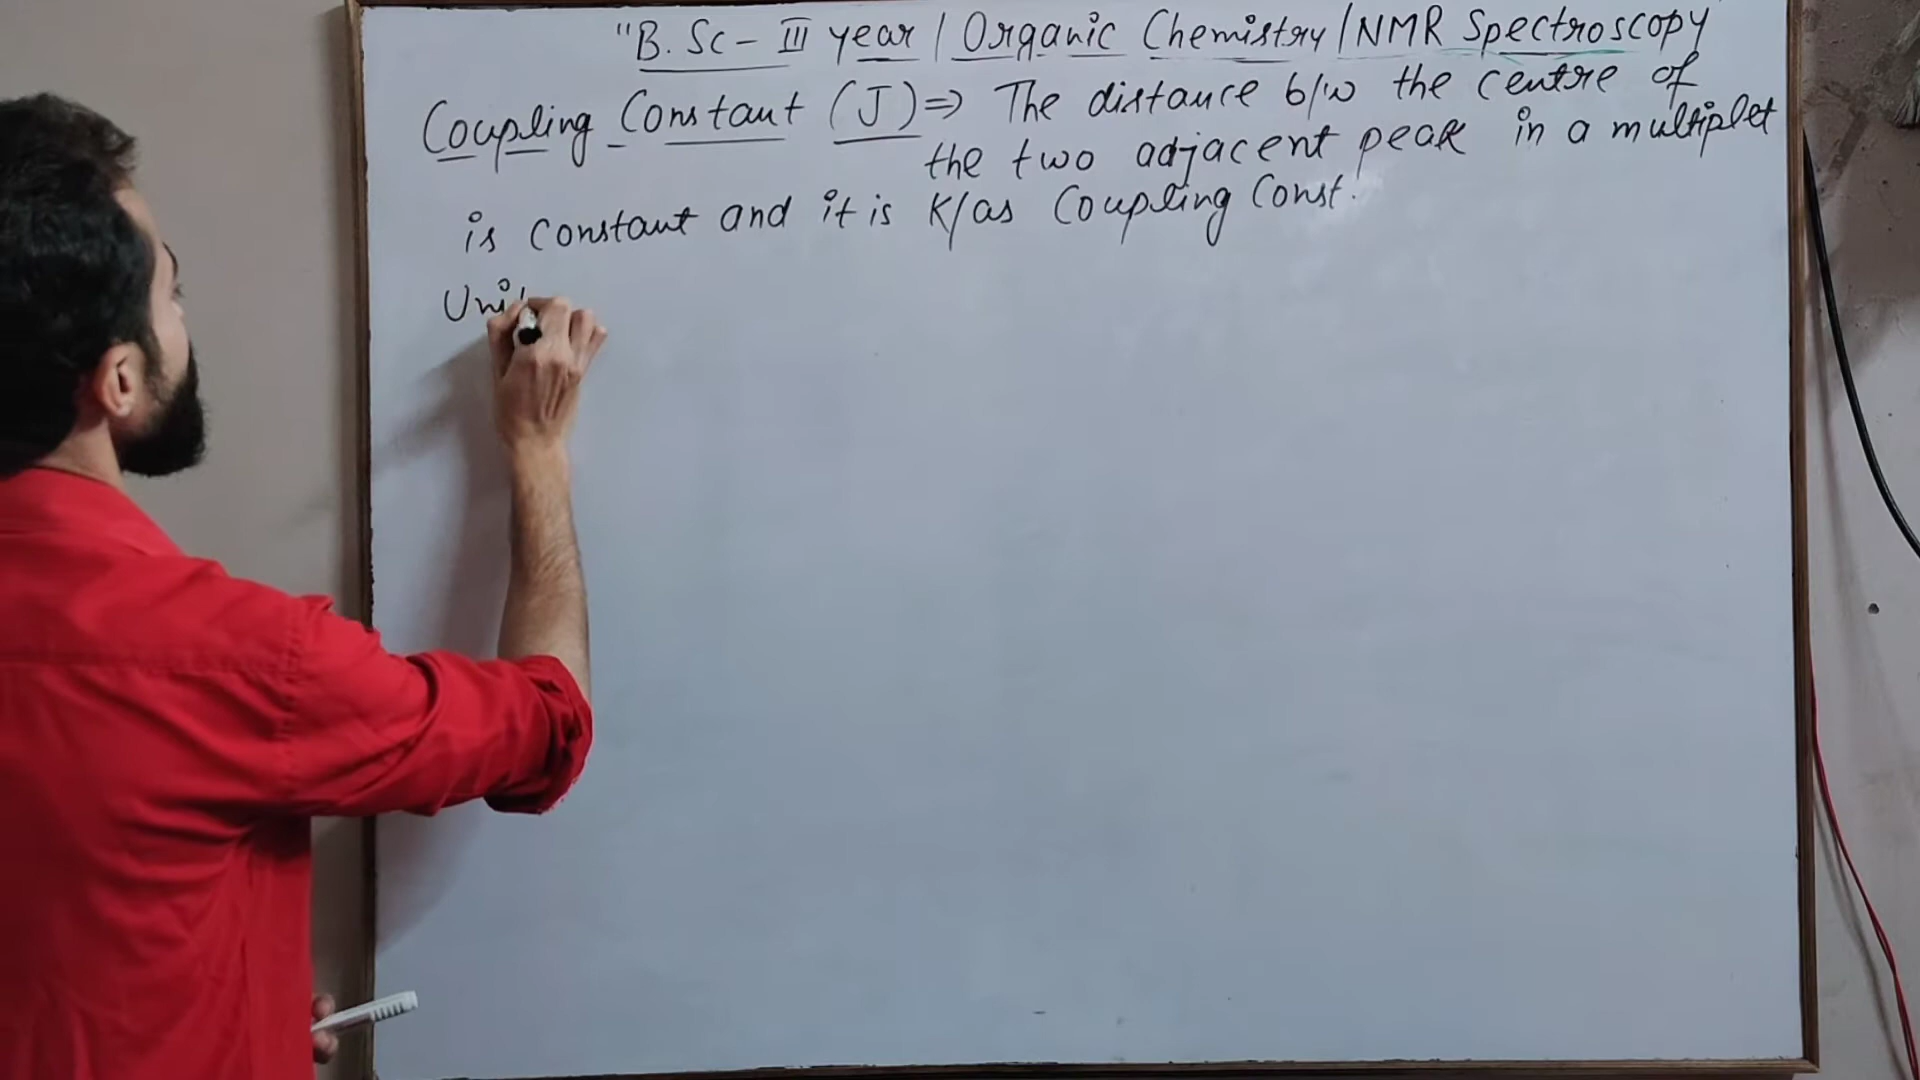 "B. Sc - III year / Organic Chemistry / NMR Spectroscopy
Coupling Constant (J) ⇒ The distance b/w the centre of
the two adjacent peak in a multiplet
is constant and it is K/as Coupling Const.
Unit